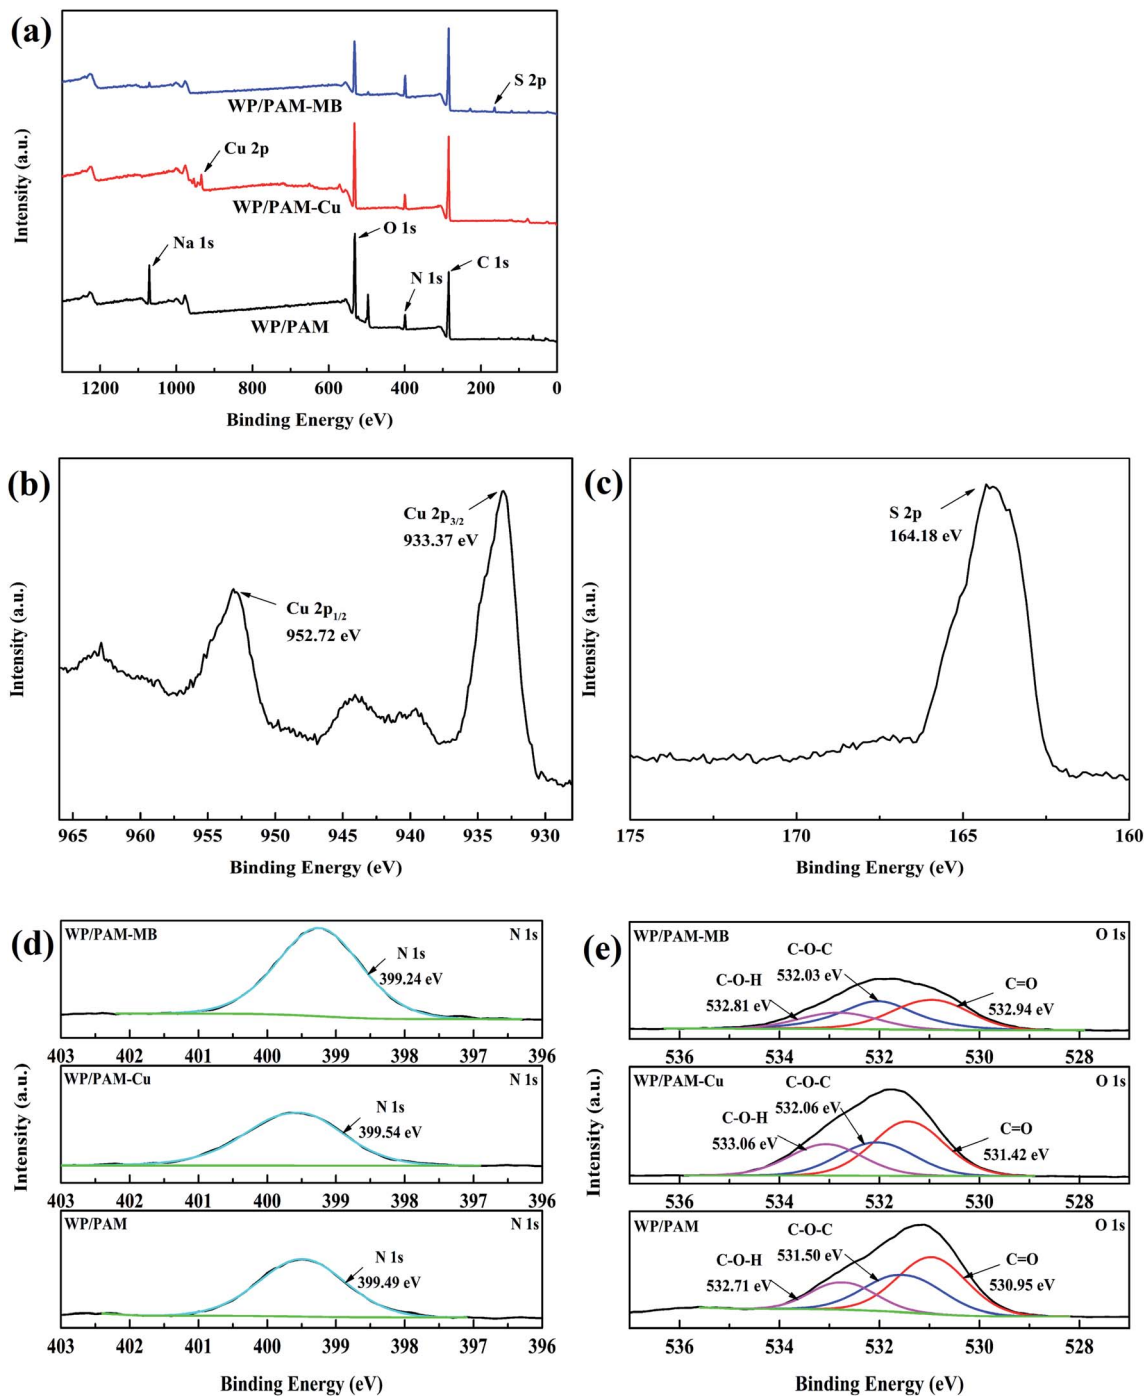 (a)
S 2p
WP/PAM-MB
Cu 2p
WP/PAM-Cu
O 1s
Na 1s
N 1s
C 1s
WP/PAM
Intensity (a.u.)
1200 1000 800 600 400 200 0
Binding Energy (eV)
(b)
Cu 2p3/2
933.37 eV
Cu 2p1/2
952.72 eV
Intensity (a.u.)
965 960 955 950 945 940 935 930
Binding Energy (eV)
(c)
S 2p
164.18 eV
Intensity (a.u.)
175 170 165 160
Binding Energy (eV)
(d)
WP/PAM-MB N 1s
N 1s
399.24 eV
403 402 401 400 399 398 397 396
WP/PAM-Cu N 1s
N 1s
399.54 eV
403 402 401 400 399 398 397 396
WP/PAM N 1s
N 1s
399.49 eV
403 402 401 400 399 398 397 396
Intensity (a.u.)
Binding Energy (eV)
(e)
WP/PAM-MB O 1s
C-O-C
532.03 eV
C-O-H
532.81 eV
C=O
532.94 eV
536 534 532 530 528
WP/PAM-Cu O 1s
C-O-C
532.06 eV
C-O-H
533.06 eV
C=O
531.42 eV
536 534 532 530 528
WP/PAM O 1s
C-O-C
531.50 eV
C-O-H
532.71 eV
C=O
530.95 eV
536 534 532 530 528
Intensity (a.u.)
Binding Energy (eV)